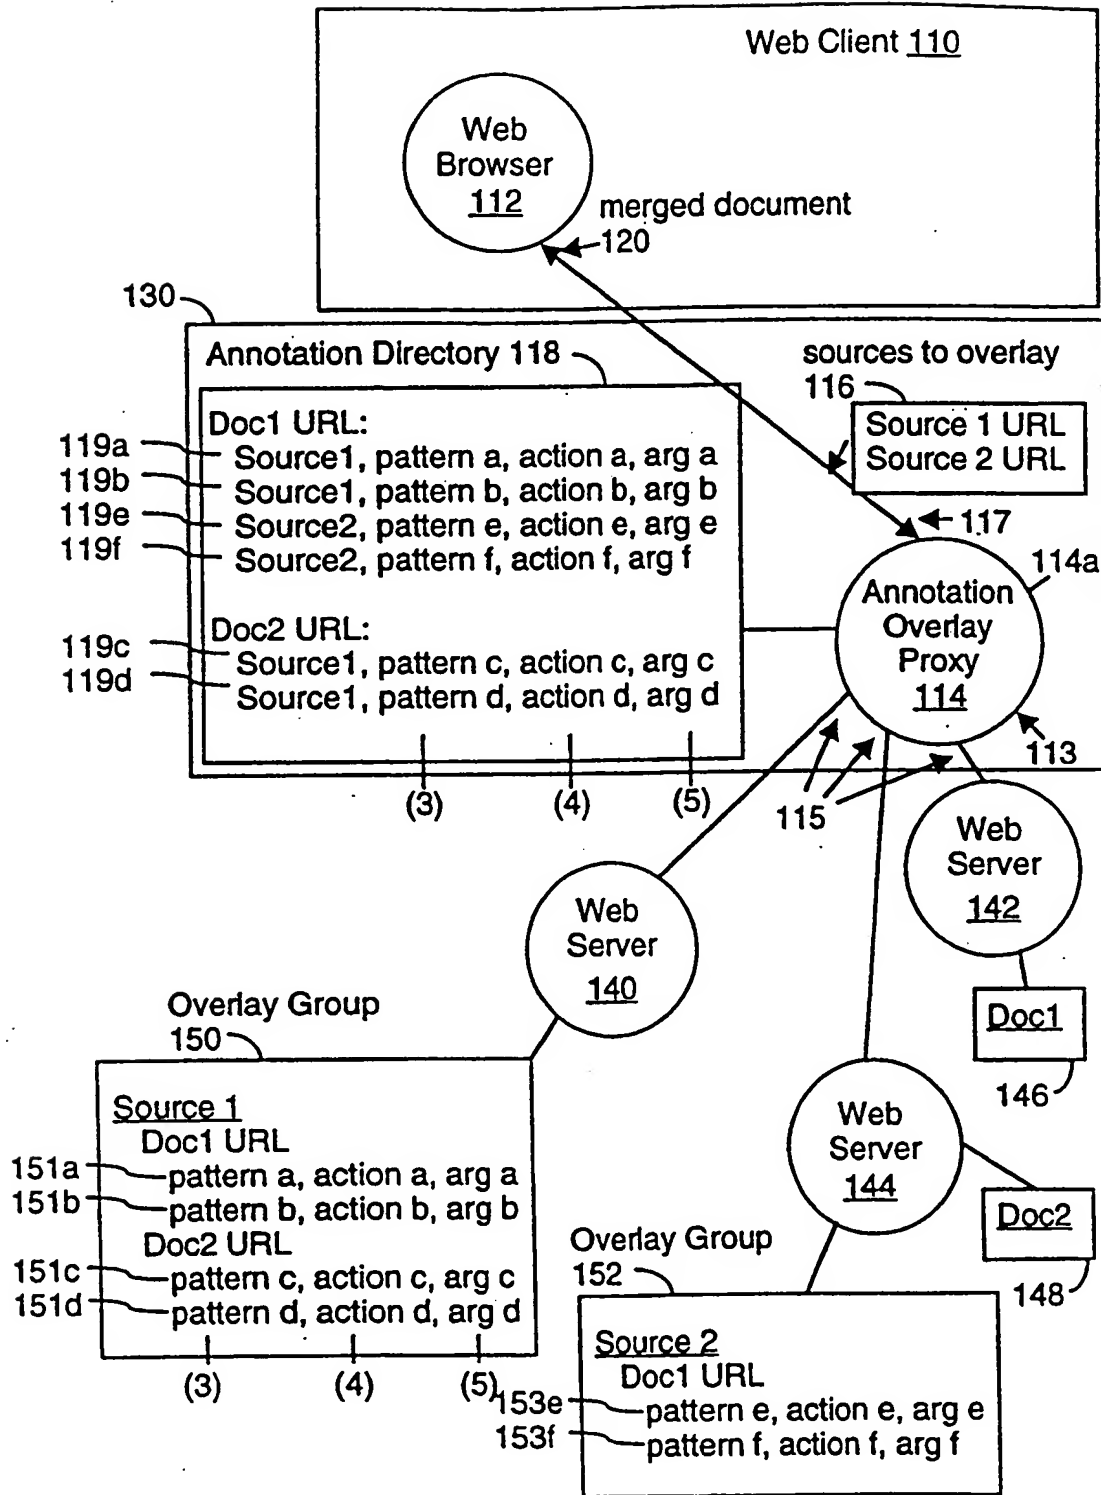 Web Client 110
Web
Browser
112
merged document
120
130
Annotation Directory 118
sources to overlay
116
Source 1 URL
Source 2 URL
Doc1 URL:
119a
Source1, pattern a, action a, arg a
119b
Source1, pattern b, action b, arg b
119e
Source2, pattern e, action e, arg e
119f
Source2, pattern f, action f, arg f
117
114a
Annotation
Overlay
Proxy
114
Doc2 URL:
119c
Source1, pattern c, action c, arg c
119d
Source1, pattern d, action d, arg d
113
(3) (4) (5)
115
Web
Server
142
Web
Server
140
Doc1
146
Overlay Group
150
Source 1
Doc1 URL
151a
pattern a, action a, arg a
151b
pattern b, action b, arg b
Doc2 URL
151c
pattern c, action c, arg c
151d
pattern d, action d, arg d
(3) (4) (5)
Web
Server
144
Doc2
148
Overlay Group
152
Source 2
Doc1 URL
153e
pattern e, action e, arg e
153f
pattern f, action f, arg f